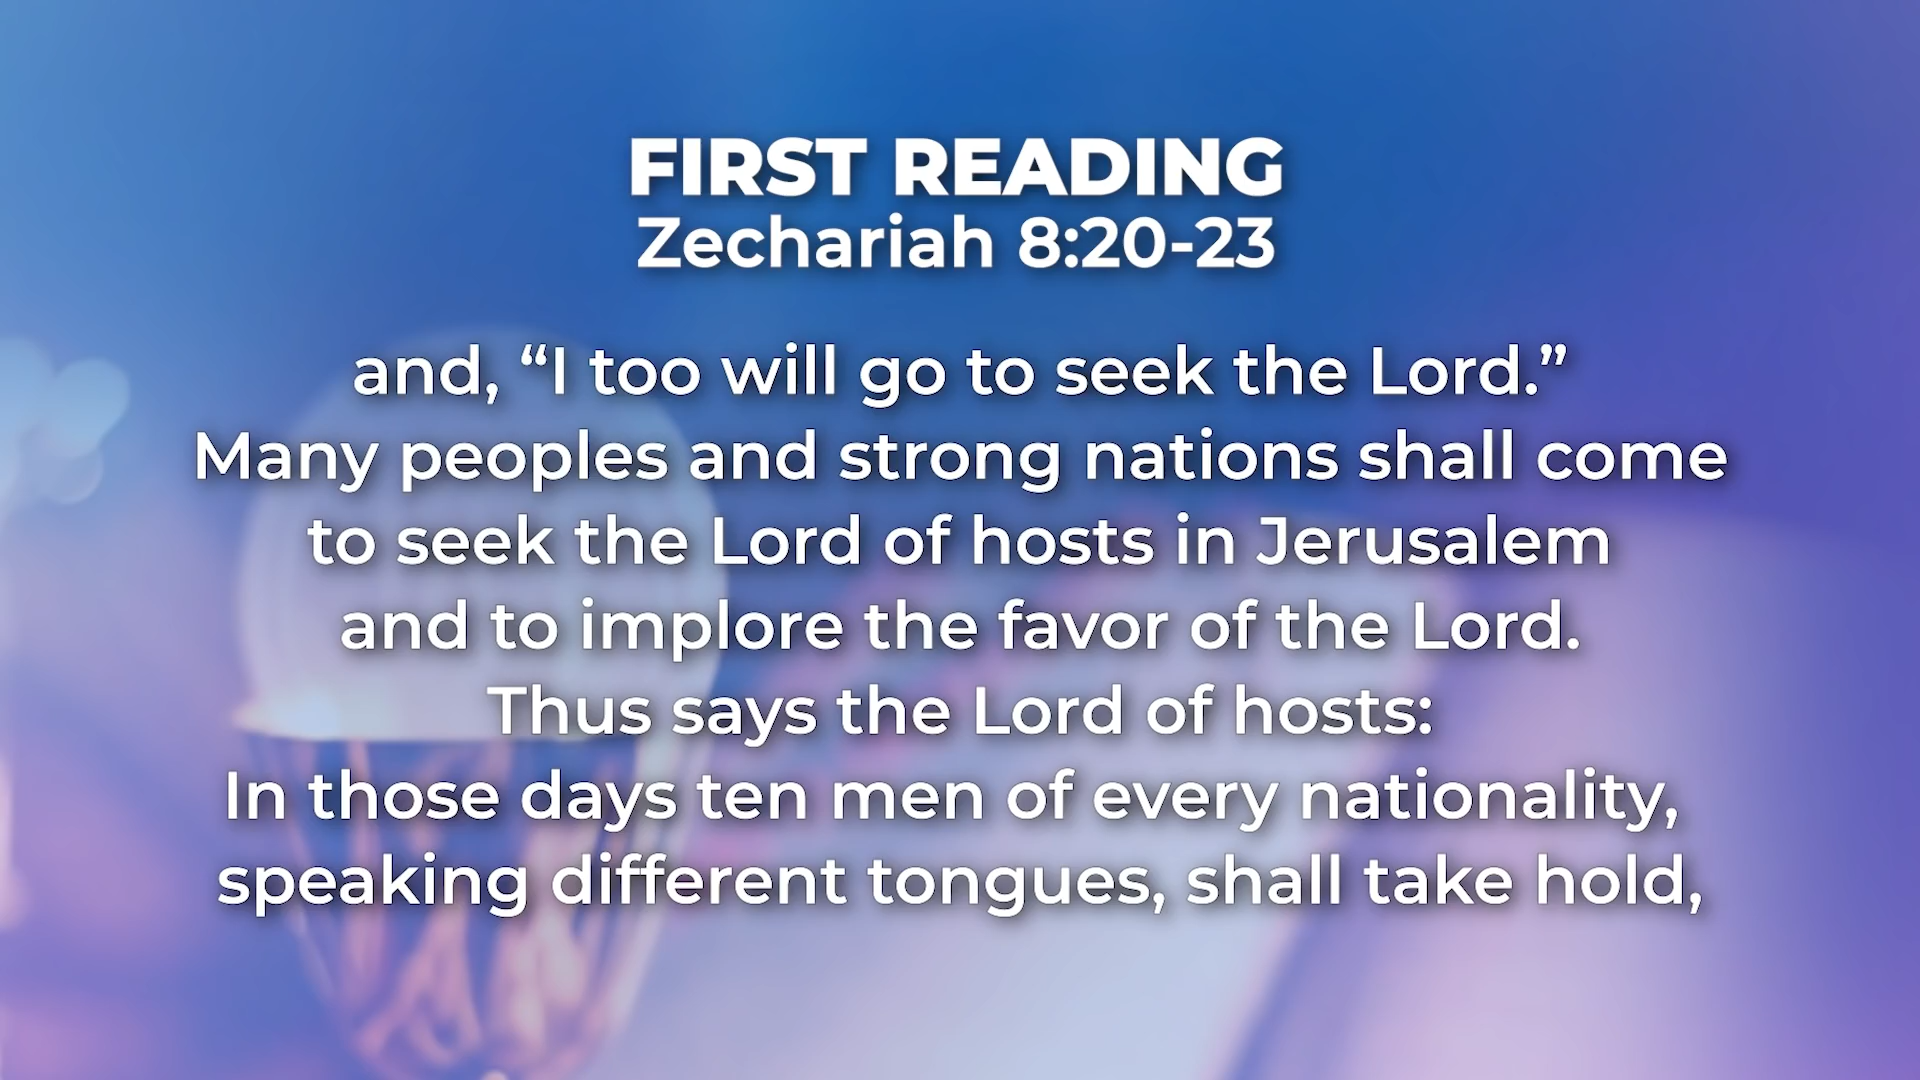 FIRST READING
Zechariah 8:20-23
and, “I too will go to seek the Lord.”
Many peoples and strong nations shall come
to seek the Lord of hosts in Jerusalem
and to implore the favor of the Lord.
Thus says the Lord of hosts:
In those days ten men of every nationality,
speaking different tongues, shall take hold,